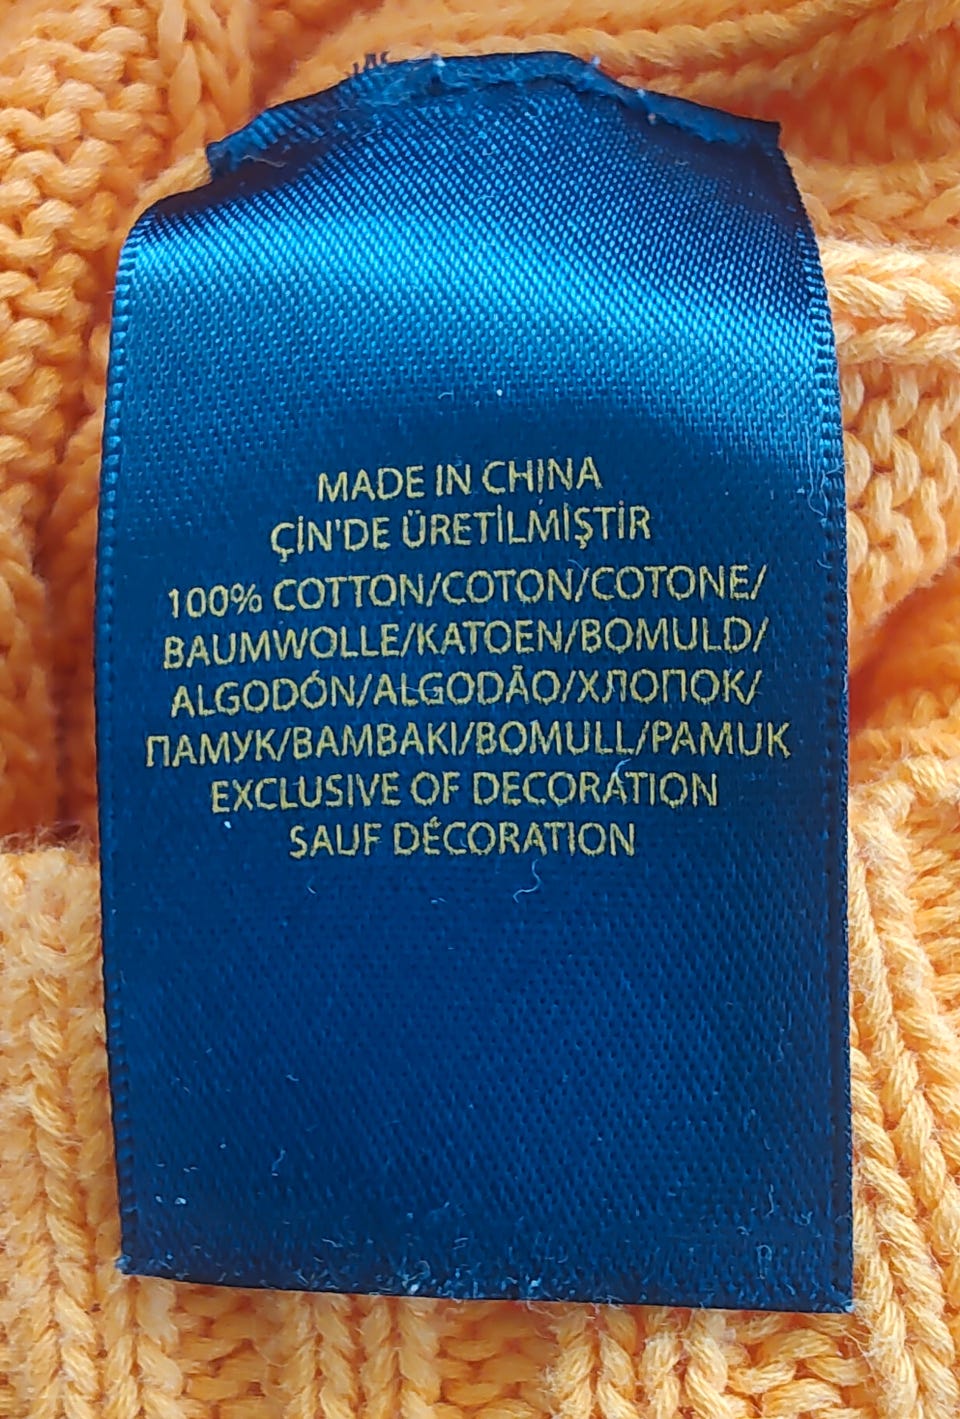 MADE IN CHINA
ÇİN'DE ÜRETİLMİŞTİR
100% COTTON/COTON/COTONE/
BAUMWOLLE/KATOEN/BOMULD/
ALGODÓN/ALGODÃO/ХЛОПОК/
ПАМУК/BAMBAKI/BOMULL/PAMUK
EXCLUSIVE OF DECORATION
SAUF DÉCORATION